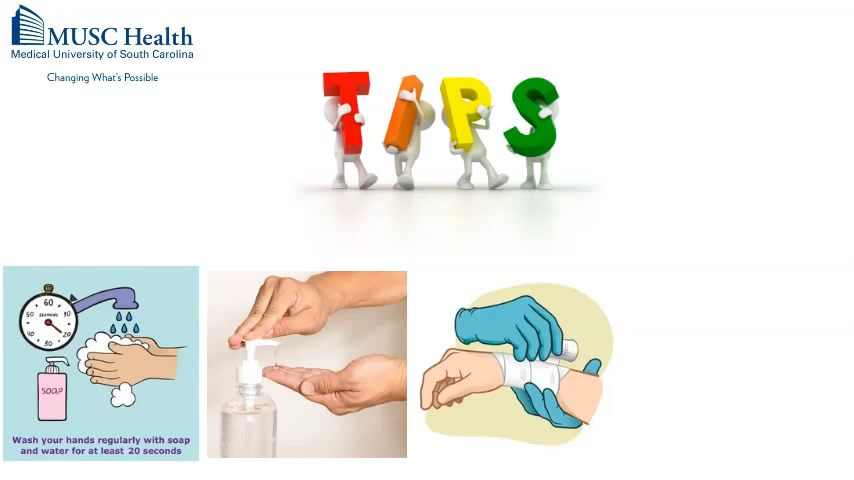 MUSC Health
Medical University of South Carolina
Changing What's Possible
TIPS
60
50 SECONDS 10
40 20
30
SOAP
Wash your hands regularly with soap
and water for at least 20 seconds